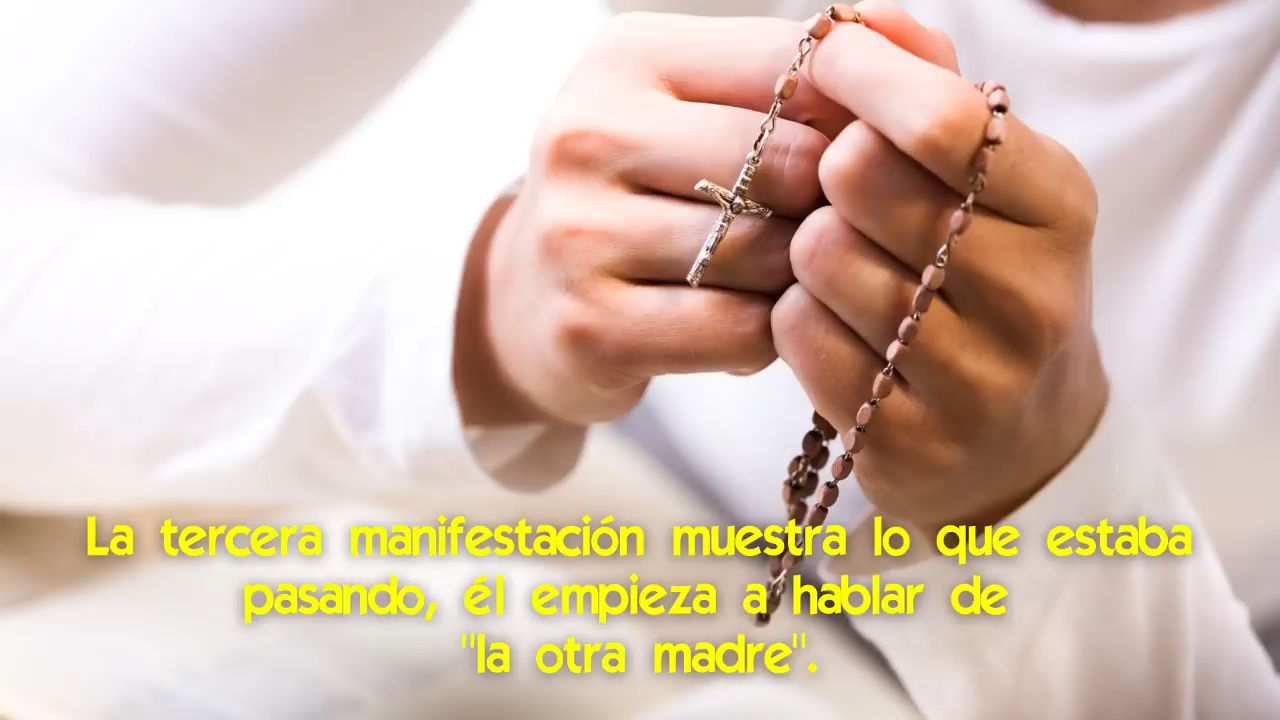 La tercera manifestación muestra lo que estaba
pasando, él empieza a hablar de
"la otra madre".